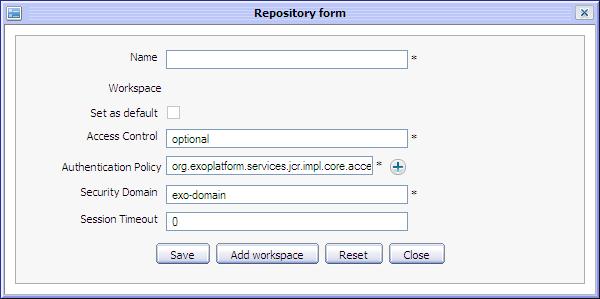 Repository form
Name *
Workspace
Set as default
Access Control optional *
Authentication Policy org.exoplatform.services.jcr.impl.core.acce *
Security Domain exo-domain *
Session Timeout 0
Save Add workspace Reset Close